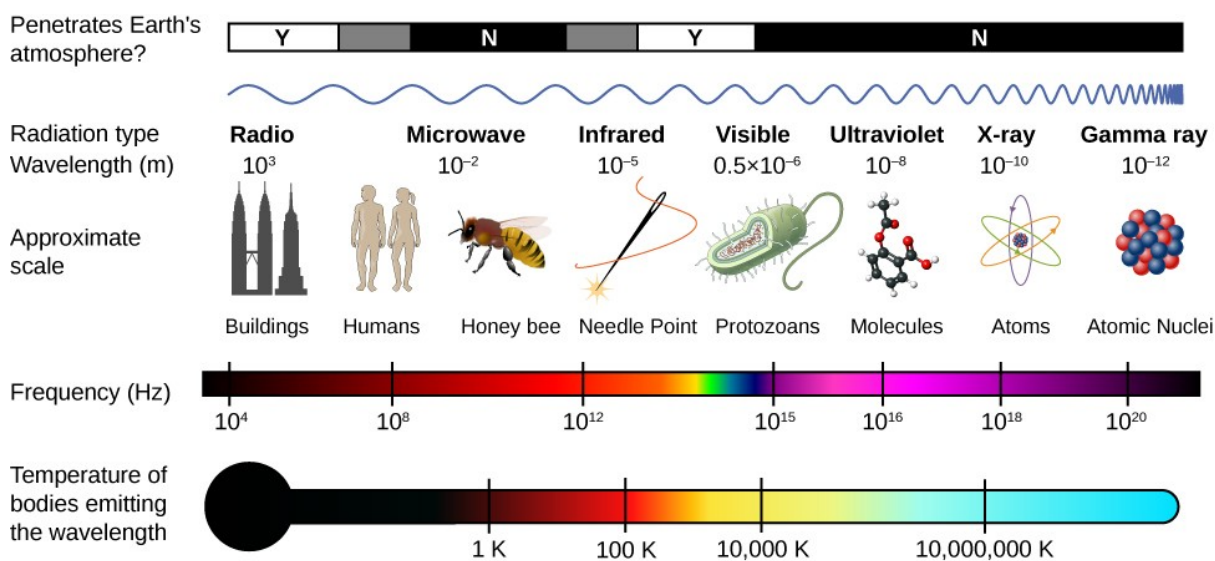 Penetrates Earth's
atmosphere?
Y N Y N
Radiation type Radio Microwave Infrared Visible Ultraviolet X-ray Gamma ray
Wavelength (m) 10³ 10⁻² 10⁻⁵ 0.5×10⁻⁶ 10⁻⁸ 10⁻¹⁰ 10⁻¹²
Approximate
scale
Buildings Humans Honey bee Needle Point Protozoans Molecules Atoms Atomic Nuclei
Frequency (Hz)
10⁴ 10⁸ 10¹² 10¹⁵ 10¹⁶ 10¹⁸ 10²⁰
Temperature of
bodies emitting
the wavelength
1 K 100 K 10,000 K 10,000,000 K